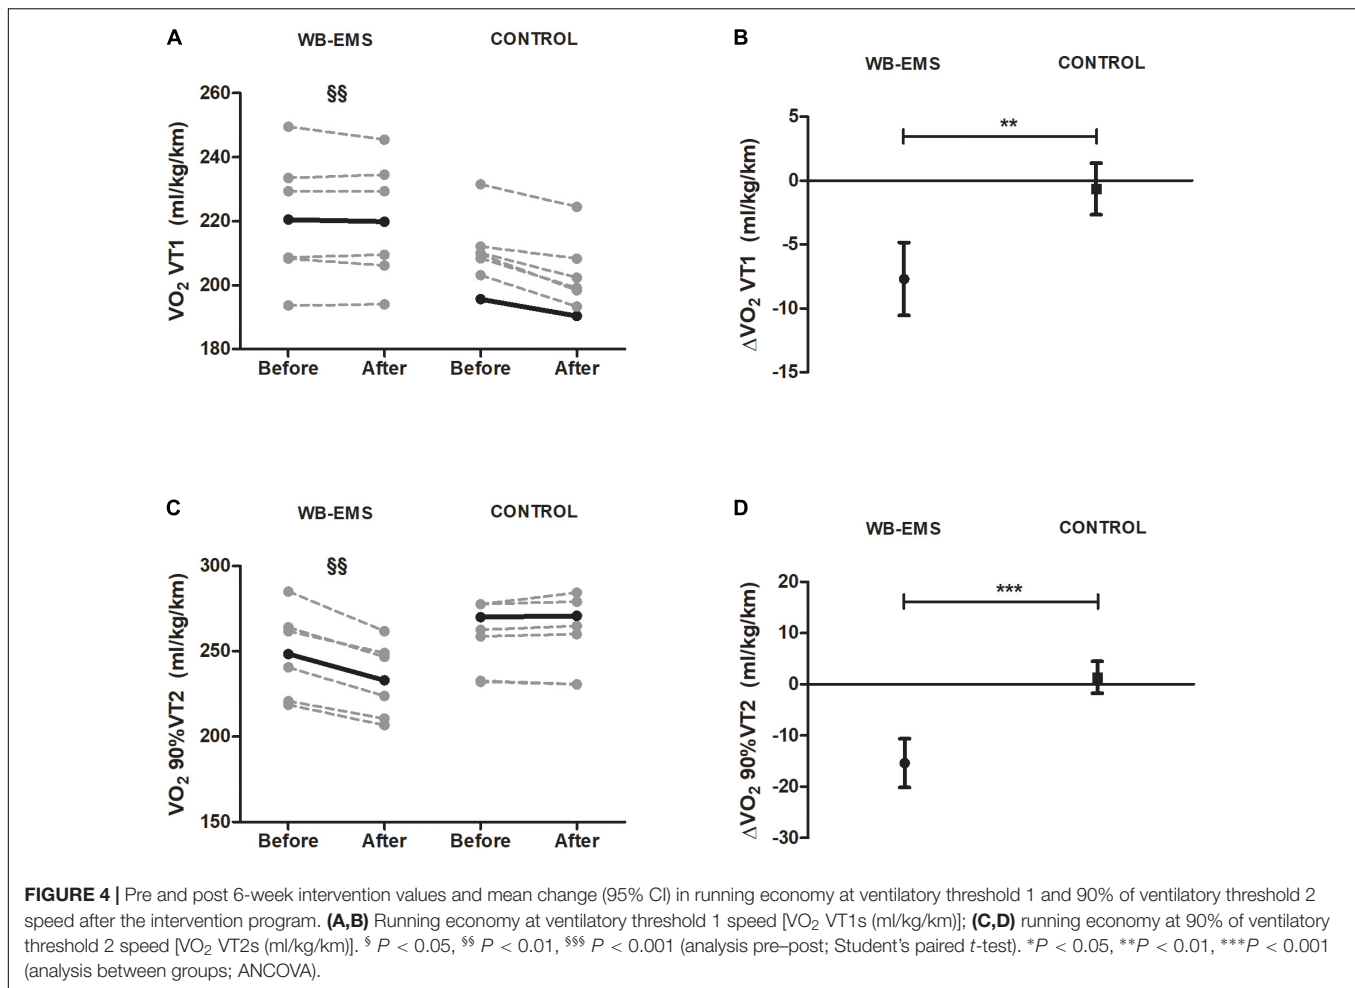 A
WB-EMS
CONTROL
§§
VO2 VT1 (ml/kg/km)
260
240
220
200
180
Before
After
Before
After
B
WB-EMS
CONTROL
**
ΔVO2 VT1 (ml/kg/km)
5
0
-5
-10
-15
C
WB-EMS
CONTROL
§§
VO2 90%VT2 (ml/kg/km)
300
250
200
150
Before
After
Before
After
D
WB-EMS
CONTROL
***
ΔVO2 90%VT2 (ml/kg/km)
20
10
0
-10
-20
-30
FIGURE 4 | Pre and post 6-week intervention values and mean change (95% CI) in running economy at ventilatory threshold 1 and 90% of ventilatory threshold 2
speed after the intervention program. (A,B) Running economy at ventilatory threshold 1 speed [VO2 VT1s (ml/kg/km)]; (C,D) running economy at 90% of ventilatory
threshold 2 speed [VO2 VT2s (ml/kg/km)]. § P < 0.05, §§ P < 0.01, §§§ P < 0.001 (analysis pre–post; Student's paired t-test). *P < 0.05, **P < 0.01, ***P < 0.001
(analysis between groups; ANCOVA).